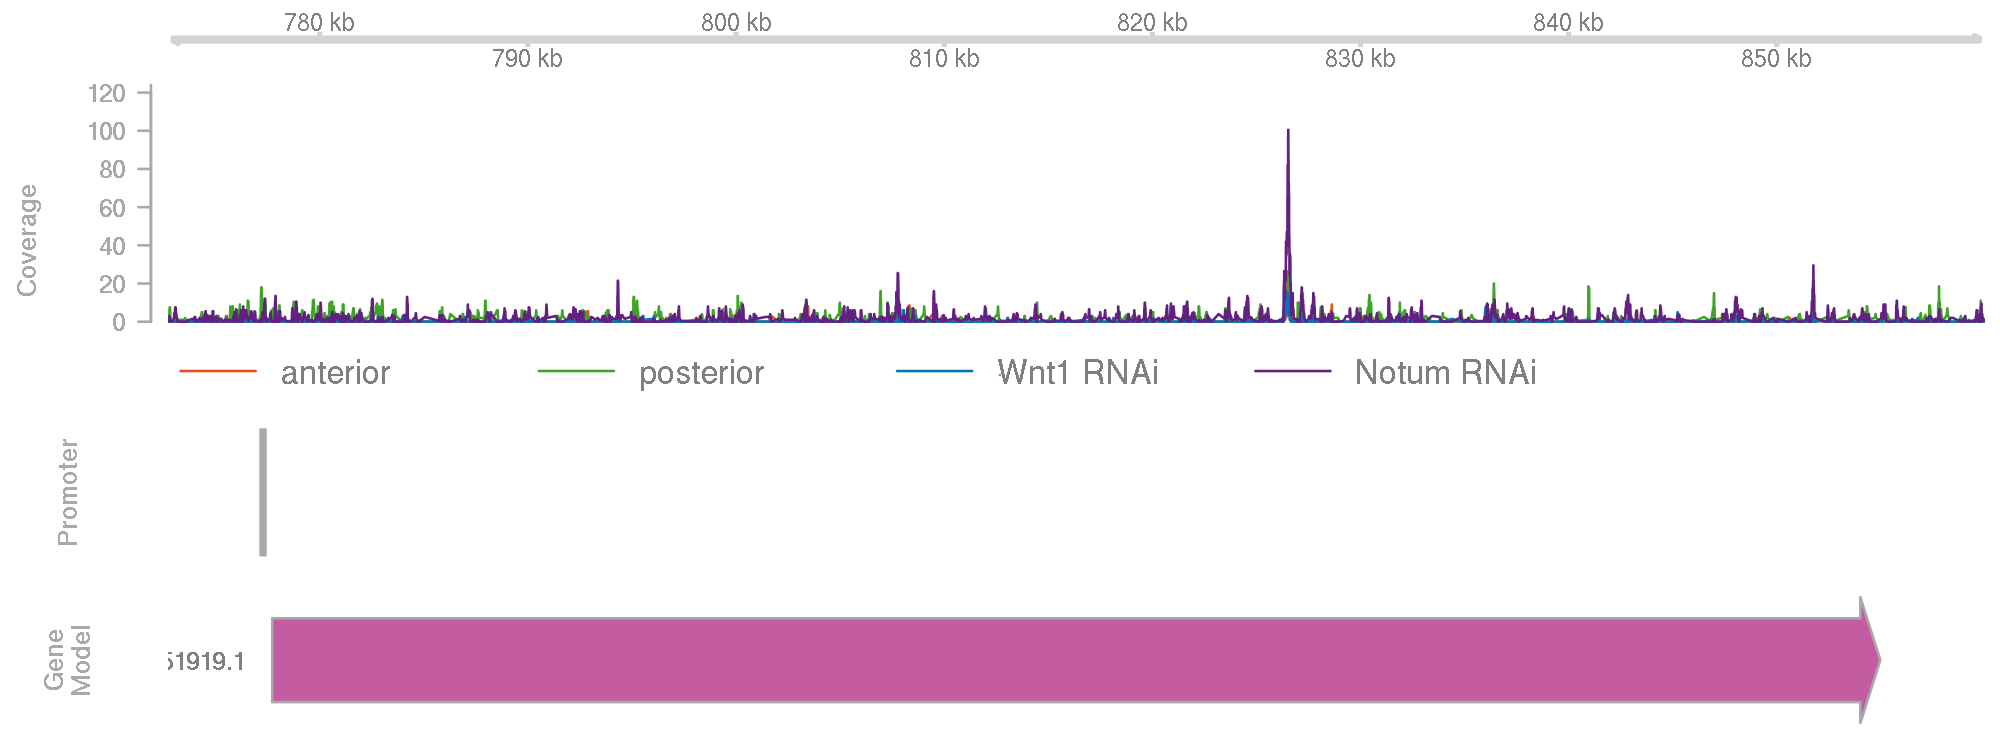 780 kb 800 kb 820 kb 840 kb
790 kb 810 kb 830 kb 850 kb
Coverage
120
100
80
60
40
20
0
anterior posterior Wnt1 RNAi Notum RNAi
Promoter
Gene
Model
51919.1